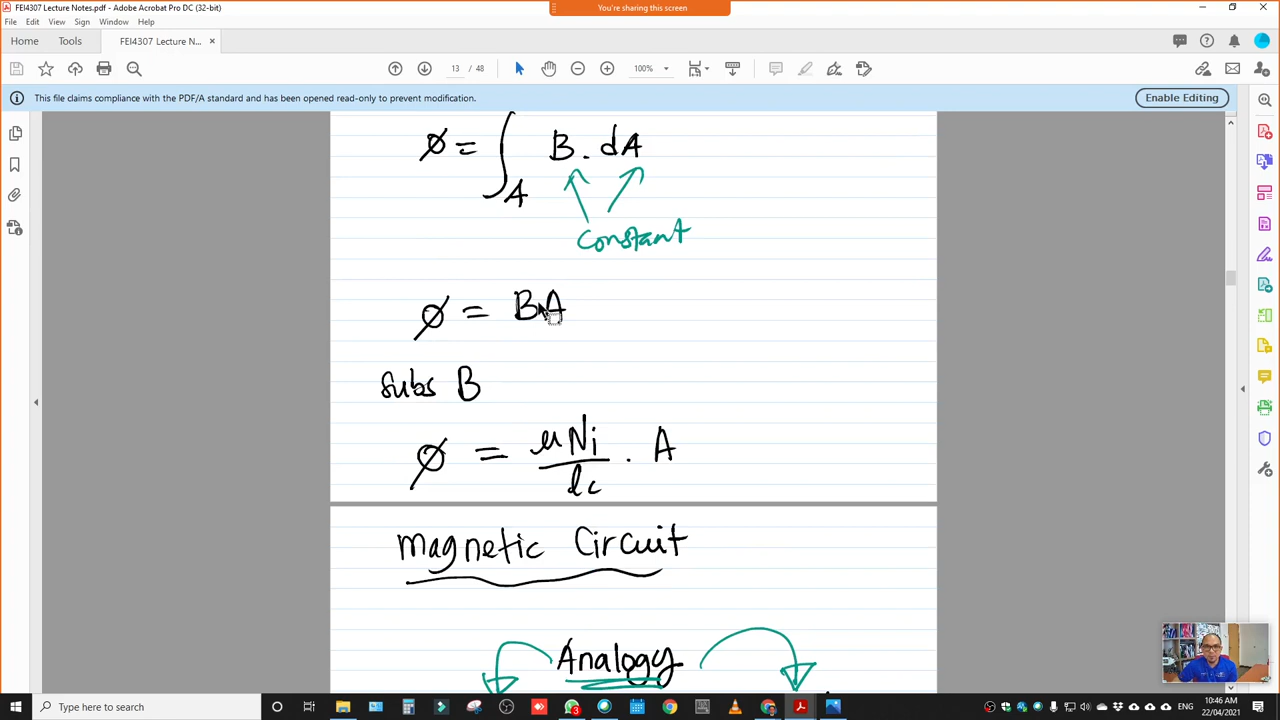 FEI4307 Lecture Notes.pdf - Adobe Acrobat Pro DC (32-bit)
You're sharing this screen
File Edit View Sign Window Help
Home Tools FEI4307 Lecture N... ×
13 / 48 100%
This file claims compliance with the PDF/A standard and has been opened read-only to prevent modification.
Enable Editing
φ = ∫_A B . dA
constant
φ = BA
subs B
φ = μNi/lc . A
Magnetic Circuit
Analogy
Type here to search
3
ENG
10:46 AM
22/04/2021